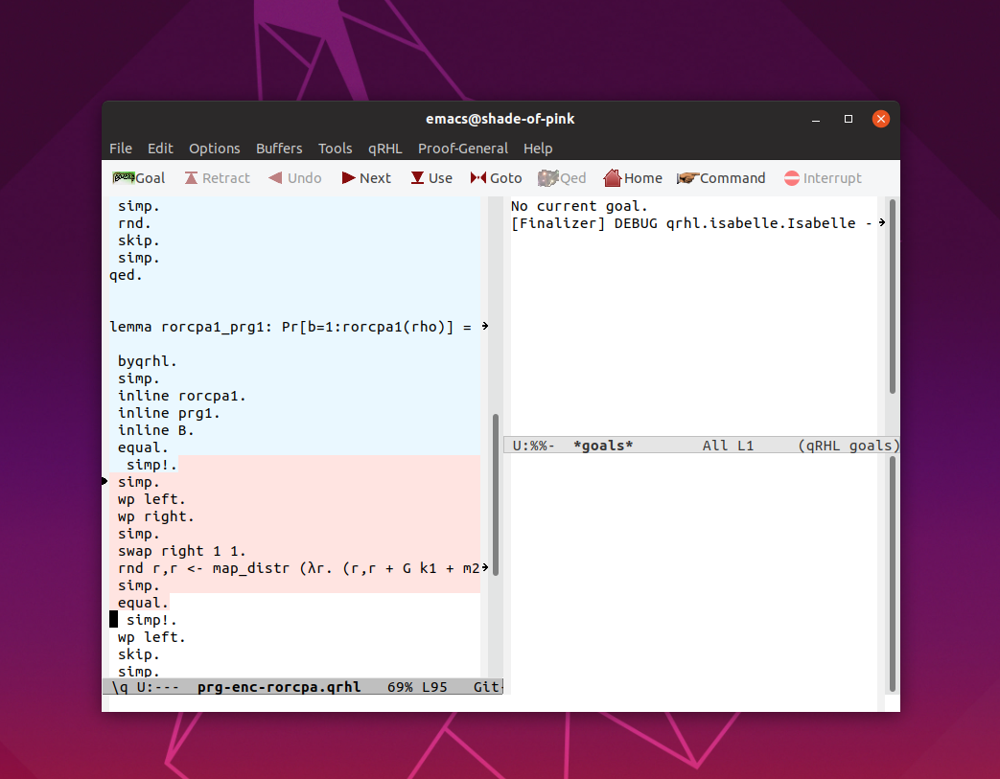 emacs@shade-of-pink
File Edit Options Buffers Tools qRHL Proof-General Help
Goal Retract Undo Next Use Goto Qed Home Command Interrupt
simp.
rnd.
skip.
simp.
qed.
lemma rorcpa1_prg1: Pr[b=1:rorcpa1(rho)] =
byqrhl.
simp.
inline rorcpa1.
inline prg1.
inline B.
equal.
simp!.
simp.
wp left.
wp right.
simp.
swap right 1 1.
rnd r,r <- map_distr (λr. (r,r + G k1 + m2
simp.
equal.
simp!.
wp left.
skip.
simp.
\q U:--- prg-enc-rorcpa.qrhl 69% L95 Git-
No current goal.
[Finalizer] DEBUG qrhl.isabelle.Isabelle -
U:%%- *goals* All L1 (qRHL goals)